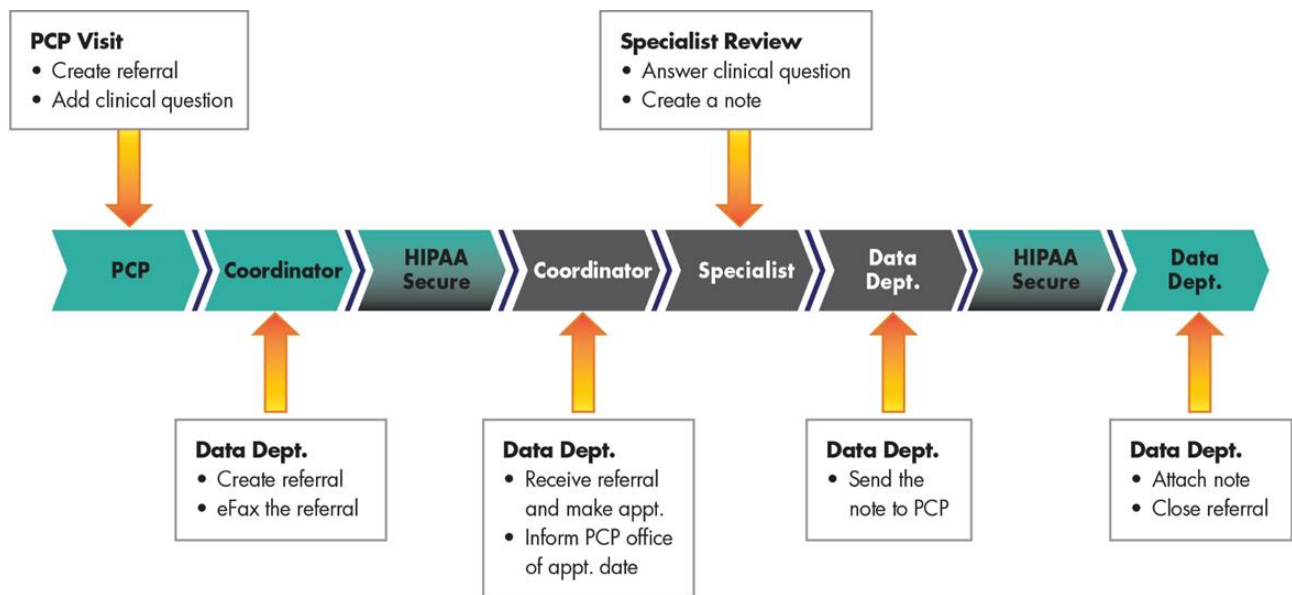 PCP Visit
• Create referral
• Add clinical question
Specialist Review
• Answer clinical question
• Create a note
PCP
Coordinator
HIPAA
Secure
Coordinator
Specialist
Data
Dept.
HIPAA
Secure
Data
Dept.
Data Dept.
• Create referral
• eFax the referral
Data Dept.
• Receive referral
and make appt.
• Inform PCP office
of appt. date
Data Dept.
• Send the
note to PCP
Data Dept.
• Attach note
• Close referral